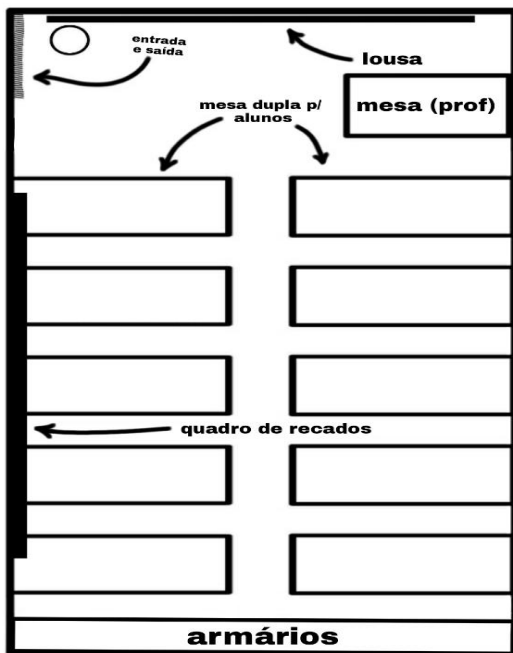 entrada
e saída
lousa
mesa (prof)
mesa dupla p/
alunos
quadro de recados
armários